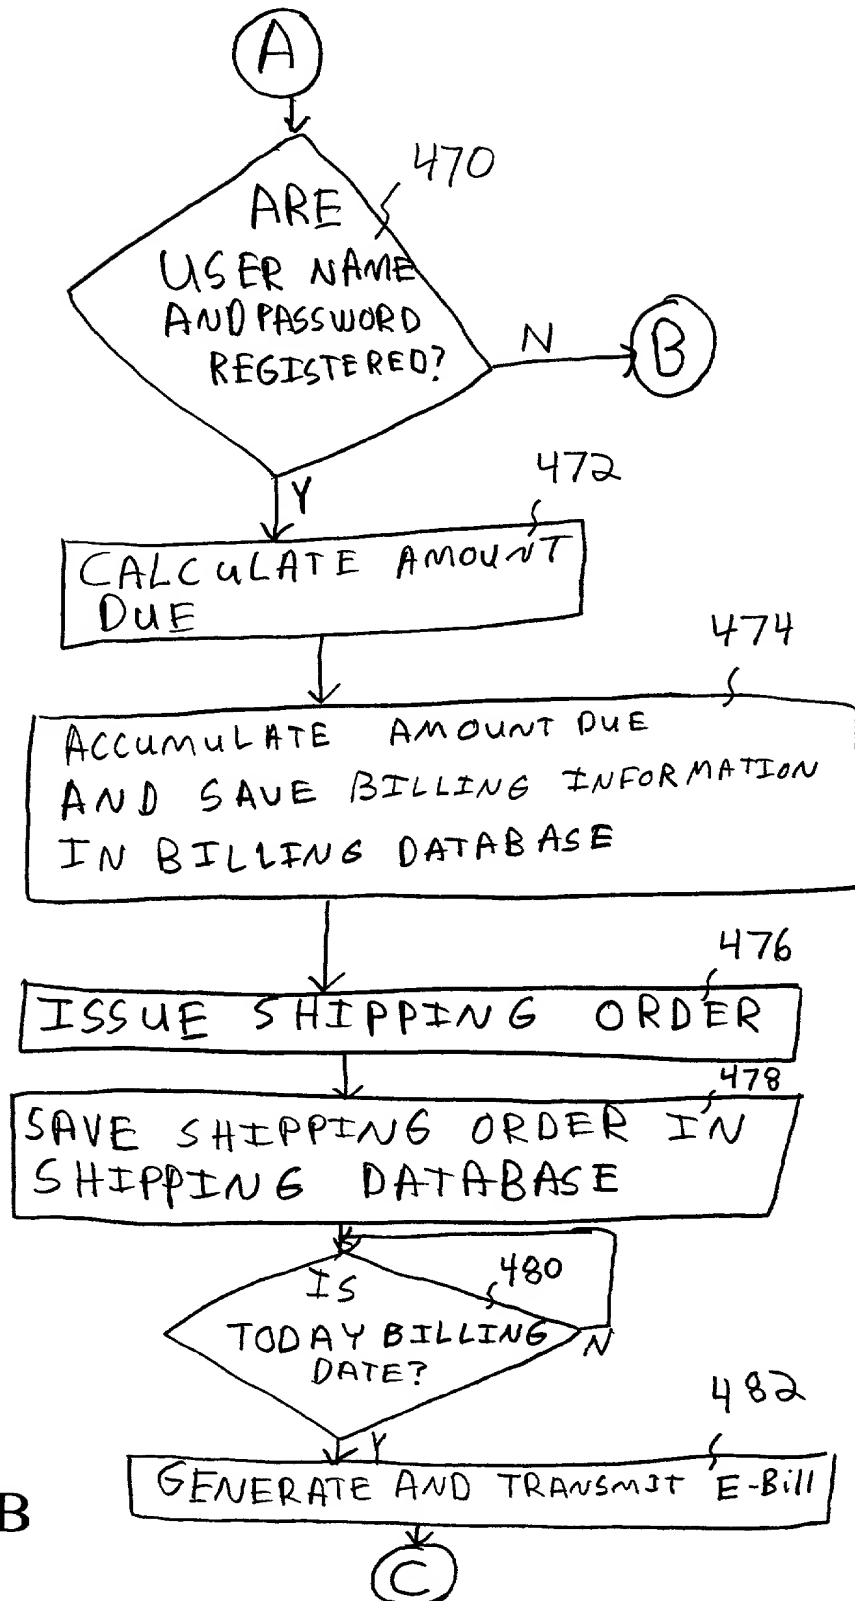 A
470
ARE
USER NAME
AND PASSWORD
REGISTERED?
N
B
Y
472
CALCULATE AMOUNT
DUE
474
ACCUMULATE AMOUNT DUE
AND SAVE BILLING INFORMATION
IN BILLING DATABASE
476
ISSUE SHIPPING ORDER
478
SAVE SHIPPING ORDER IN
SHIPPING DATABASE
480
IS
TODAY BILLING
DATE?
N
482
Y
GENERATE AND TRANSMIT E-Bill
B
C